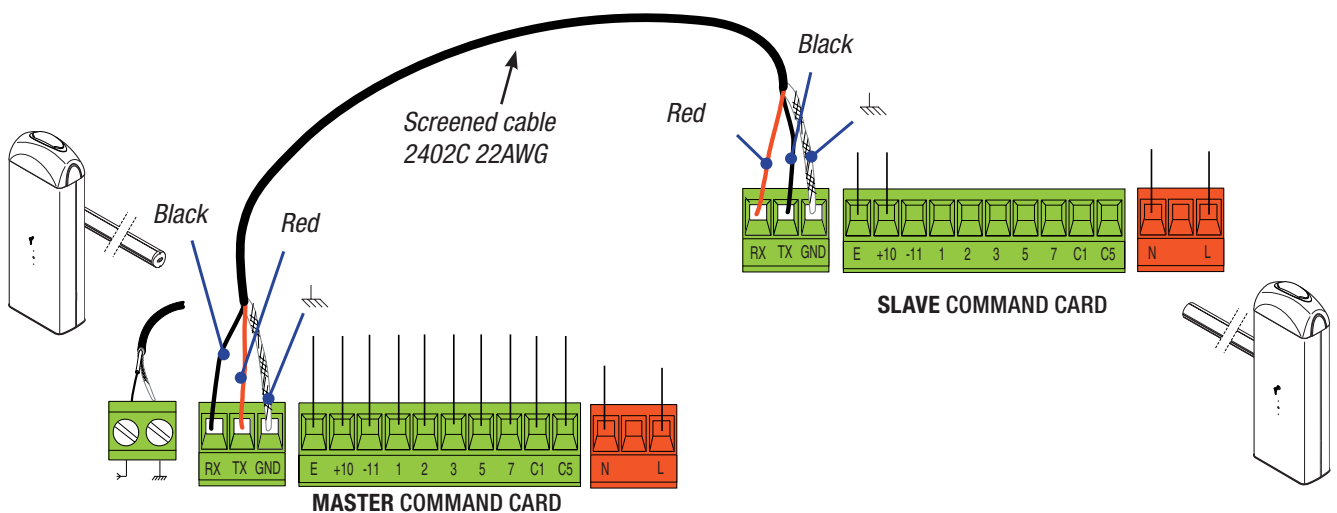 Black
Red
Screened cable
2402C 22AWG
RX TX GND
E +10 -11 1 2 3 5 7 C1 C5
N L
SLAVE COMMAND CARD
Black
Red
RX TX GND
E +10 -11 1 2 3 5 7 C1 C5
N L
MASTER COMMAND CARD